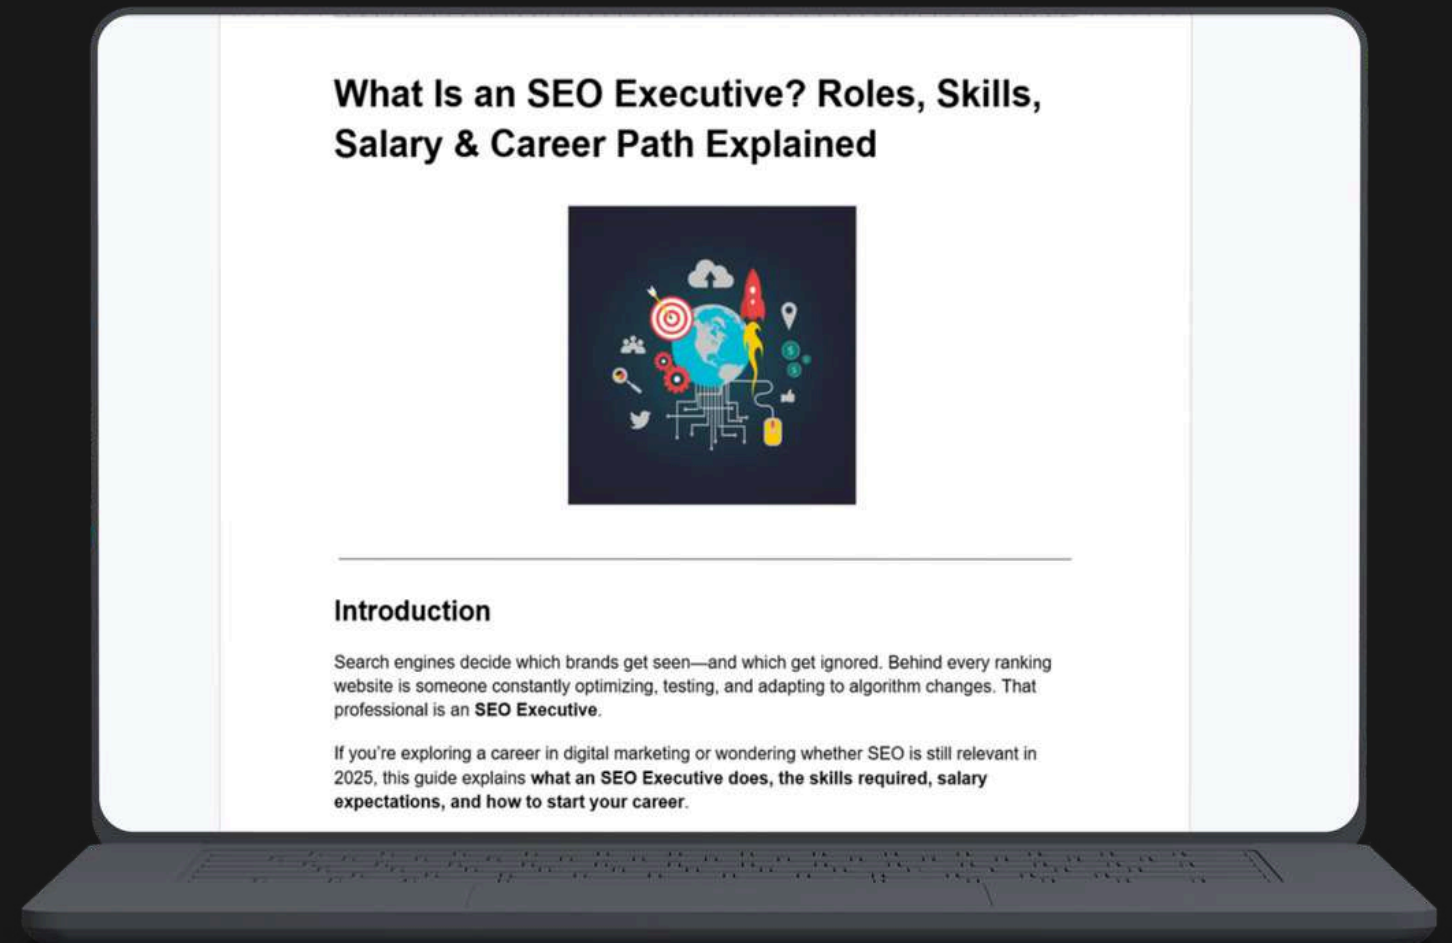 What Is an SEO Executive? Roles, Skills,
Salary & Career Path Explained
Introduction
Search engines decide which brands get seen—and which get ignored. Behind every ranking
website is someone constantly optimizing, testing, and adapting to algorithm changes. That
professional is an SEO Executive.
If you're exploring a career in digital marketing or wondering whether SEO is still relevant in
2025, this guide explains what an SEO Executive does, the skills required, salary
expectations, and how to start your career.